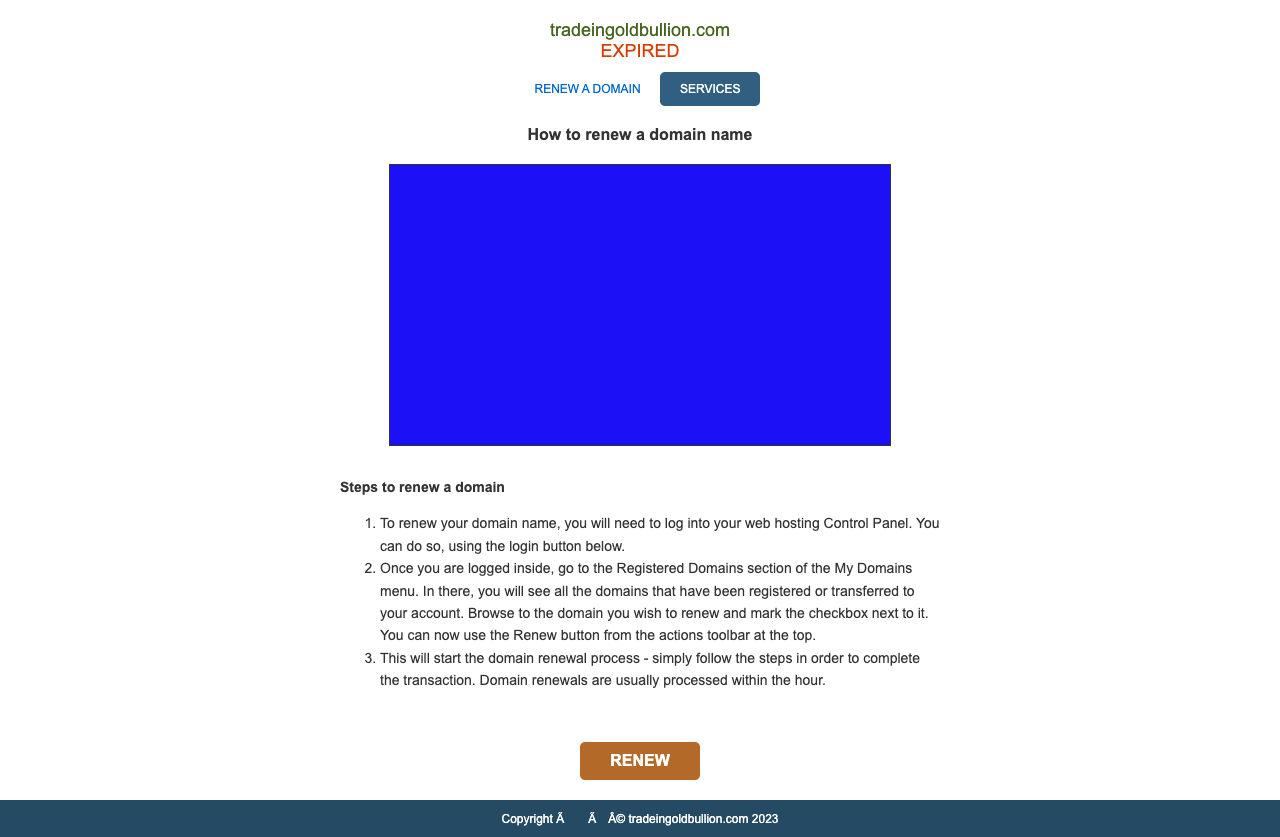 tradeingoldbullion.com
EXPIRED
RENEW A DOMAIN SERVICES
How to renew a domain name
Steps to renew a domain
1. To renew your domain name, you will need to log into your web hosting Control Panel. You
can do so, using the login button below.
2. Once you are logged inside, go to the Registered Domains section of the My Domains
menu. In there, you will see all the domains that have been registered or transferred to
your account. Browse to the domain you wish to renew and mark the checkbox next to it.
You can now use the Renew button from the actions toolbar at the top.
3. This will start the domain renewal process - simply follow the steps in order to complete
the transaction. Domain renewals are usually processed within the hour.
RENEW
Copyright Ã Â Â© tradeingoldbullion.com 2023